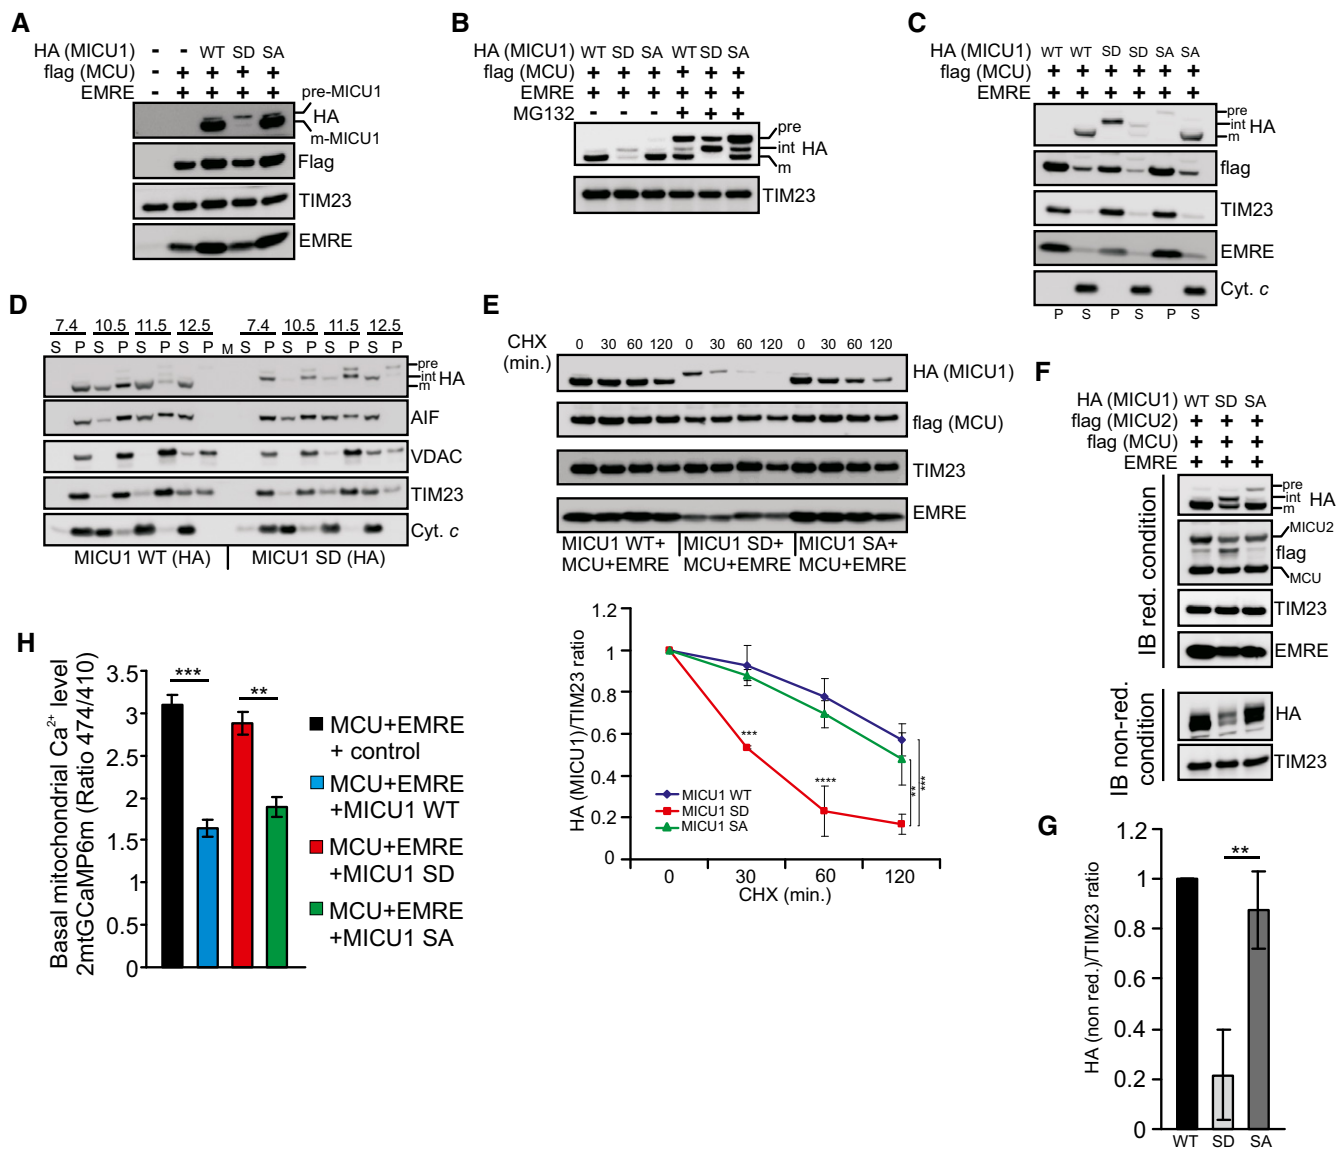 A
HA (MICU1) - - WT SD SA
flag (MCU) - + + + +
EMRE - + + + +
pre-MICU1
HA
m-MICU1
Flag
TIM23
EMRE
B
HA (MICU1) WT SD SA WT SD SA
flag (MCU) + + + + + +
EMRE + + + + + +
MG132 - - - + + +
pre
int HA
m
TIM23
C
HA (MICU1) WT WT SD SD SA SA
flag (MCU) + + + + + +
EMRE + + + + + +
pre
int HA
m
flag
TIM23
EMRE
Cyt. c
P S P S P S
D
7.4 10.5 11.5 12.5 7.4 10.5 11.5 12.5
S P S P S P S P M S P S P S P S P
pre
int HA
m
AIF
VDAC
TIM23
Cyt. c
MICU1 WT (HA) MICU1 SD (HA)
E
CHX (min.) 0 30 60 120 0 30 60 120 0 30 60 120
HA (MICU1)
flag (MCU)
TIM23
EMRE
MICU1 WT+ MICU1 SD+ MICU1 SA+
MCU+EMRE MCU+EMRE MCU+EMRE
HA (MICU1)/TIM23 ratio
1.2
1
0.8
0.6
0.4
0.2
0
***
****
**
***
MICU1 WT
MICU1 SD
MICU1 SA
0 30 60 120
CHX (min.)
F
HA (MICU1) WT SD SA
flag (MICU2) + + +
flag (MCU) + + +
EMRE + + +
IB red. condition
pre
int HA
m
MICU2
flag
MCU
TIM23
EMRE
IB non-red. condition
HA
TIM23
G
HA (non red.)/TIM23 ratio
1.2
1
0.8
0.6
0.4
0.2
0
**
WT SD SA
H
Basal mitochondrial Ca2+ level
2mtGCaMP6m (Ratio 474/410)
3.5
3
2.5
2
1.5
1
0.5
0
***
**
MCU+EMRE
+ control
MCU+EMRE
+MICU1 WT
MCU+EMRE
+MICU1 SD
MCU+EMRE
+MICU1 SA